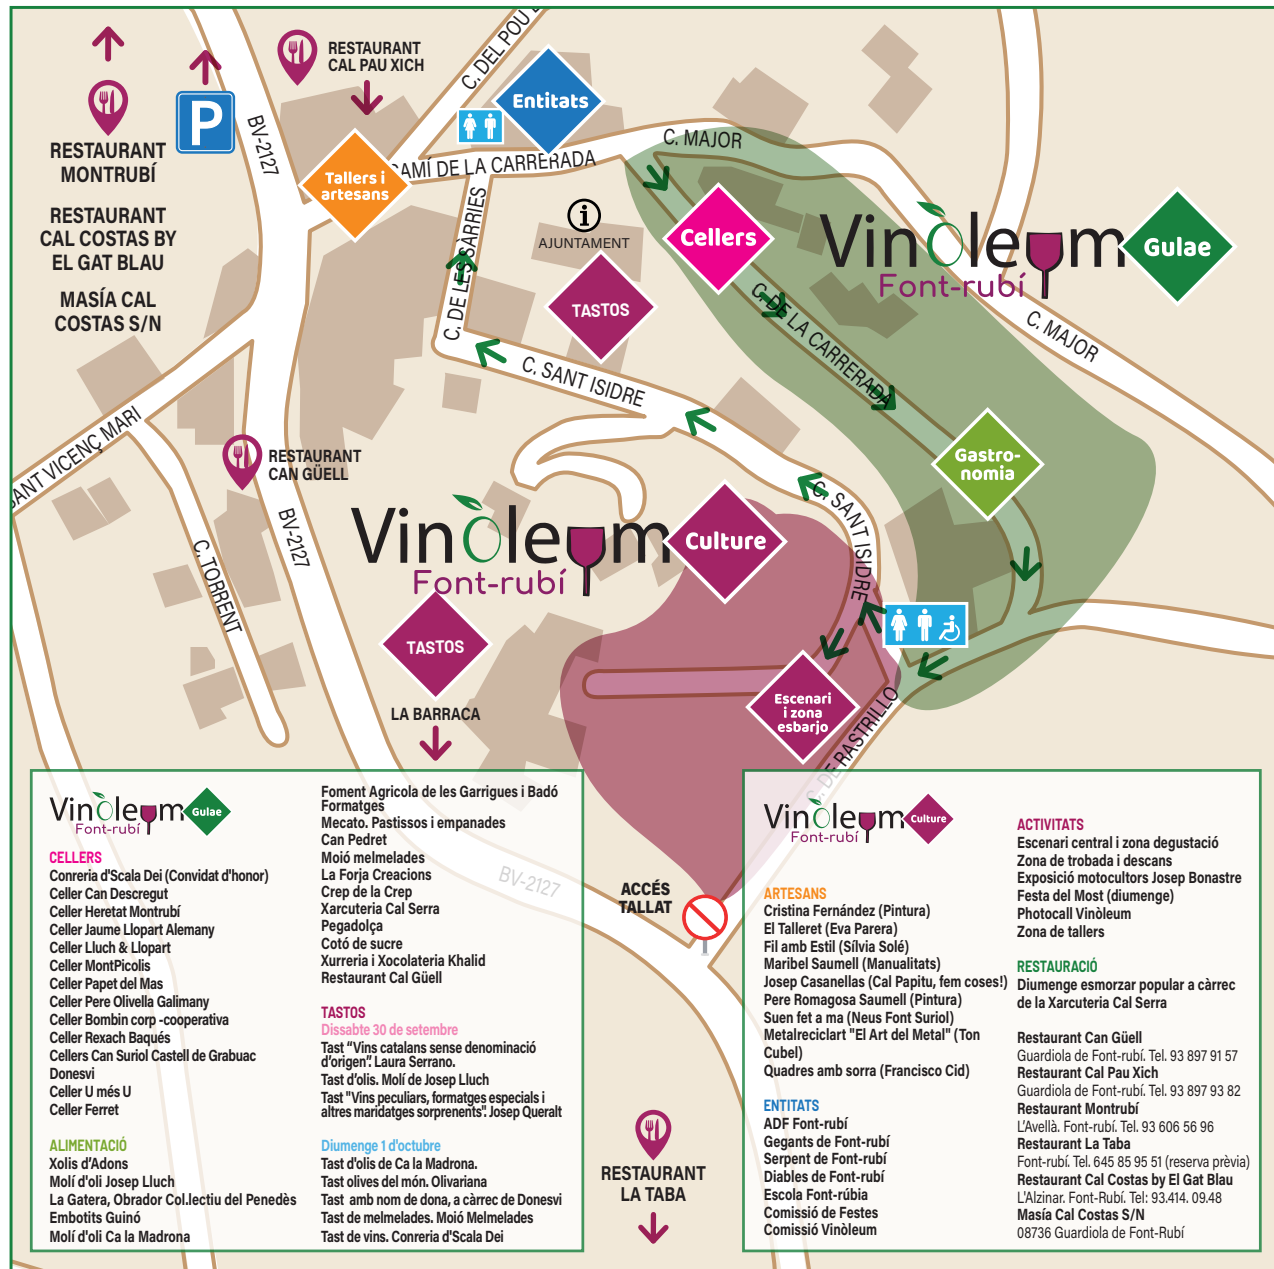 RESTAURANT
CAL PAU XICH
C. DEL POU D
Entitats
P
BV-2127
RESTAURANT
MONTRUBÍ
RESTAURANT
CAL COSTAS BY
EL GAT BLAU
MASÍA CAL
COSTAS S/N
Tallers i
artesans
CAMÍ DE LA CARRERADA
C. MAJOR
C. DE LES SÀRRIES
i
AJUNTAMENT
TASTOS
Cellers
Vinòleum
Font-rubí
Gulae
C. DE LA CARRERADA
C. MAJOR
C. SANT ISIDRE
SANT VICENÇ MARI
RESTAURANT
CAN GÜELL
Gastro-
nomia
C. SANT ISIDRE
BV-2127
C. TORRENT
Vinòleum
Font-rubí
Culture
TASTOS
LA BARRACA
Escenari
i zona
esbarjo
C. DE RASTRILLO
BV-2127
ACCÉS
TALLAT
RESTAURANT
LA TABA
Vinòleum
Font-rubí
Gulae
CELLERS
Conreria d'Scala Dei (Convidat d'honor)
Celler Can Descregut
Celler Heretat Montrubí
Celler Jaume Llopart Alemany
Celler Lluch & Llopart
Celler MontPicolis
Celler Papet del Mas
Celler Pere Olivella Galimany
Celler Bombin corp -cooperativa
Celler Rexach Baqués
Cellers Can Suriol Castell de Grabuac
Donesvi
Celler U més U
Celler Ferret
ALIMENTACIÓ
Xolis d'Adons
Molí d'oli Josep Lluch
La Gatera, Obrador Col.lectiu del Penedès
Embotits Guinó
Molí d'oli Ca la Madrona
Foment Agricola de les Garrigues i Badó
Formatges
Mecato. Pastissos i empanades
Can Pedret
Moió melmelades
La Forja Creacions
Crep de la Crep
Xarcuteria Cal Serra
Pegadolça
Cotó de sucre
Xurreria i Xocolateria Khalid
Restaurant Cal Güell
TASTOS
Dissabte 30 de setembre
Tast “Vins catalans sense denominació
d'origen”. Laura Serrano.
Tast d'olis. Molí de Josep Lluch
Tast "Vins peculiars, formatges especials i
altres maridatges sorprenents". Josep Queralt
Diumenge 1 d'octubre
Tast d'olis de Ca la Madrona.
Tast olives del món. Olivariana
Tast amb nom de dona, a càrrec de Donesvi
Tast de melmelades. Moió Melmelades
Tast de vins. Conreria d'Scala Dei
Vinòleum
Font-rubí
Culture
ARTESANS
Cristina Fernández (Pintura)
El Talleret (Eva Parera)
Fil amb Estil (Sílvia Solé)
Maribel Saumell (Manualitats)
Josep Casanellas (Cal Papitu, fem coses!)
Pere Romagosa Saumell (Pintura)
Suen fet a ma (Neus Font Suriol)
Metalreciclart "El Art del Metal" (Ton
Cubel)
Quadres amb sorra (Francisco Cid)
ENTITATS
ADF Font-rubí
Gegants de Font-rubí
Serpent de Font-rubí
Diables de Font-rubí
Escola Font-rúbia
Comissió de Festes
Comissió Vinòleum
ACTIVITATS
Escenari central i zona degustació
Zona de trobada i descans
Exposició motocultors Josep Bonastre
Festa del Most (diumenge)
Photocall Vinòleum
Zona de tallers
RESTAURACIÓ
Diumenge esmorzar popular a càrrec
de la Xarcuteria Cal Serra
Restaurant Can Güell
Guardiola de Font-rubí. Tel. 93 897 91 57
Restaurant Cal Pau Xich
Guardiola de Font-rubí. Tel. 93 897 93 82
Restaurant Montrubí
L'Avellà. Font-rubí. Tel. 93 606 56 96
Restaurant La Taba
Font-rubí. Tel. 645 85 95 51 (reserva prèvia)
Restaurant Cal Costas by El Gat Blau
L'Alzinar. Font-Rubí. Tel: 93.414. 09.48
Masía Cal Costas S/N
08736 Guardiola de Font-Rubí